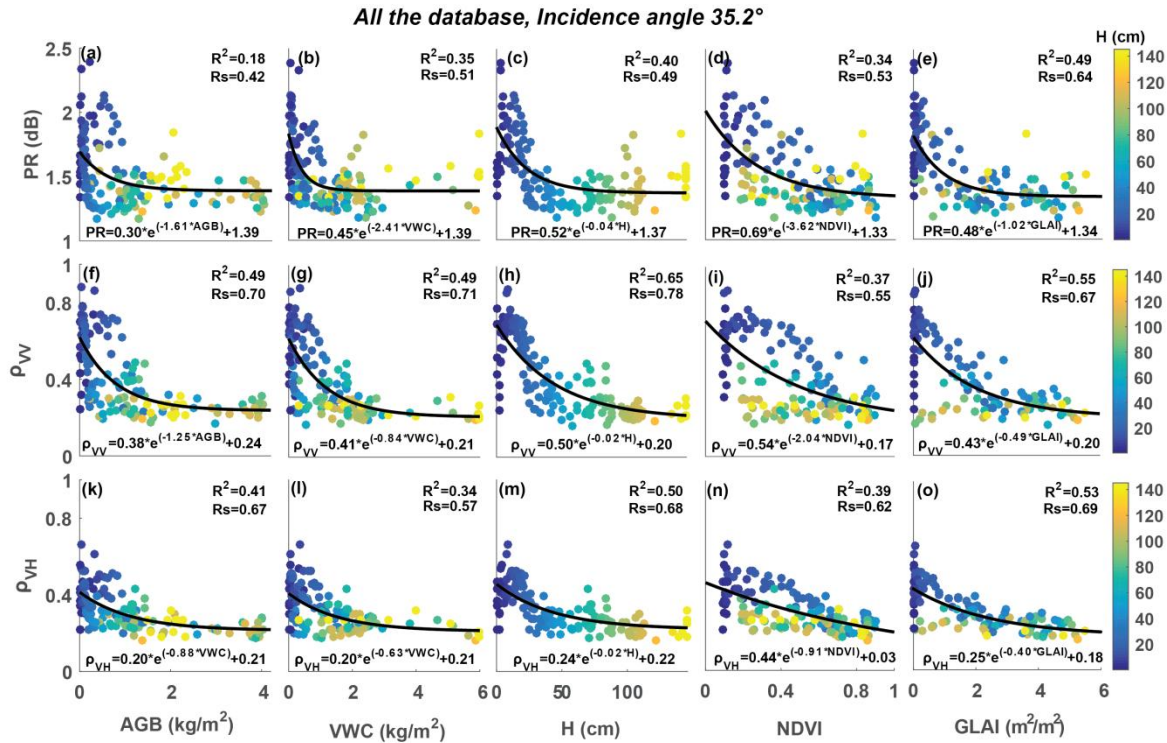 All the database, Incidence angle 35.2°
H (cm)
(a)
R²=0.18
Rs=0.42
PR=0.30*e^(-1.61*AGB)+1.39
(b)
R²=0.35
Rs=0.51
PR=0.45*e^(-2.41*VWC)+1.39
(c)
R²=0.40
Rs=0.49
PR=0.52*e^(-0.04*H)+1.37
(d)
R²=0.34
Rs=0.53
PR=0.69*e^(-3.62*NDVI)+1.33
(e)
R²=0.49
Rs=0.64
PR=0.48*e^(-1.02*GLAI)+1.34
PR (dB)
2.5
2
1.5
1
140
120
100
80
60
40
20
(f)
R²=0.49
Rs=0.70
ρVV=0.38*e^(-1.25*AGB)+0.24
(g)
R²=0.49
Rs=0.71
ρVV=0.41*e^(-0.84*VWC)+0.21
(h)
R²=0.65
Rs=0.78
ρVV=0.50*e^(-0.02*H)+0.20
(i)
R²=0.37
Rs=0.55
ρVV=0.54*e^(-2.04*NDVI)+0.17
(j)
R²=0.55
Rs=0.67
ρVV=0.43*e^(-0.49*GLAI)+0.20
ρVV
1
0.8
0.4
0
140
120
100
80
60
40
20
(k)
R²=0.41
Rs=0.67
ρVH=0.20*e^(-0.88*VWC)+0.21
(l)
R²=0.34
Rs=0.57
ρVH=0.20*e^(-0.63*VWC)+0.21
(m)
R²=0.50
Rs=0.68
ρVH=0.24*e^(-0.02*H)+0.22
(n)
R²=0.39
Rs=0.62
ρVH=0.44*e^(-0.91*NDVI)+0.03
(o)
R²=0.53
Rs=0.69
ρVH=0.25*e^(-0.40*GLAI)+0.18
ρVH
1
0.8
0.4
0
140
120
100
80
60
40
20
0 2 4
0 2 4 6
0 50 100
0 0.5 1
0 2 4 6
AGB (kg/m²)
VWC (kg/m²)
H (cm)
NDVI
GLAI (m²/m²)